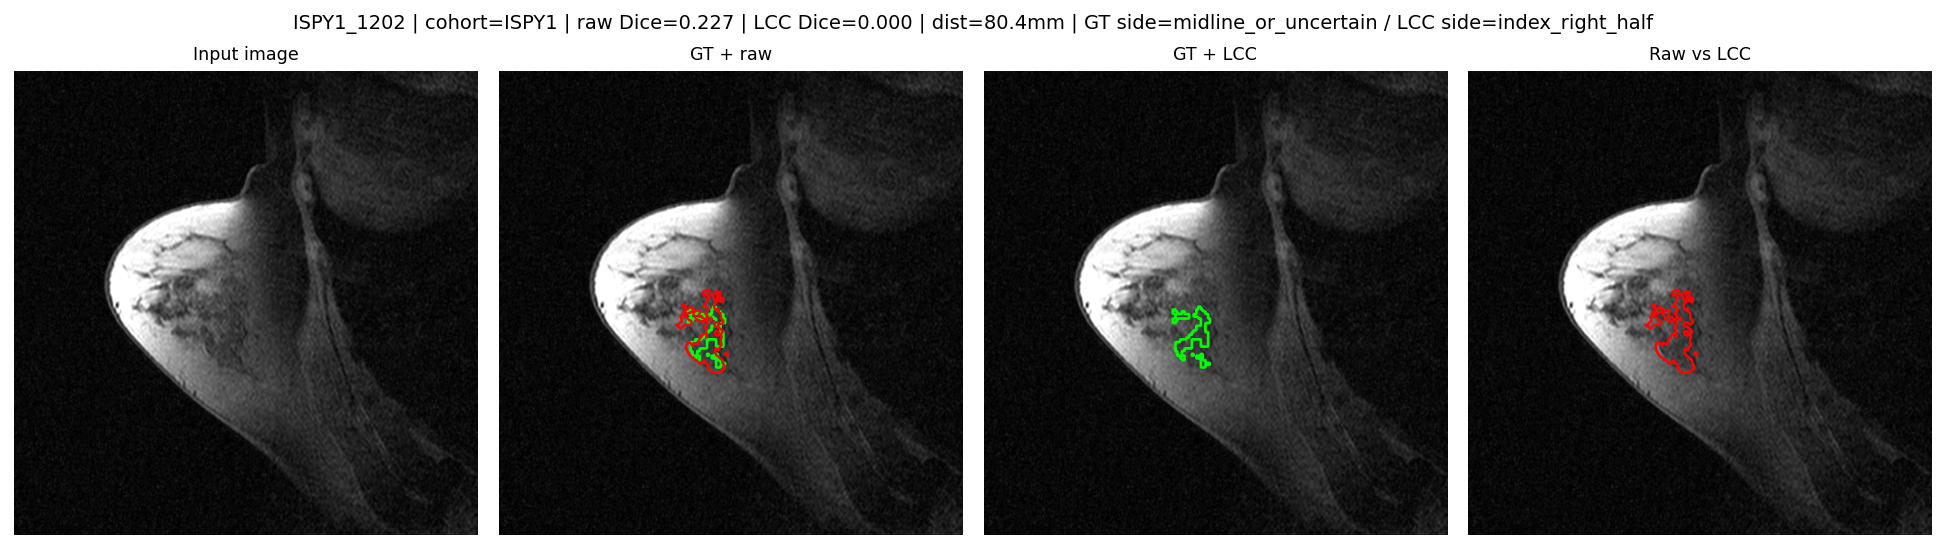 ISPY1_1202 | cohort=ISPY1 | raw Dice=0.227 | LCC Dice=0.000 | dist=80.4mm | GT side=midline_or_uncertain / LCC side=index_right_half
Input image
GT + raw
GT + LCC
Raw vs LCC